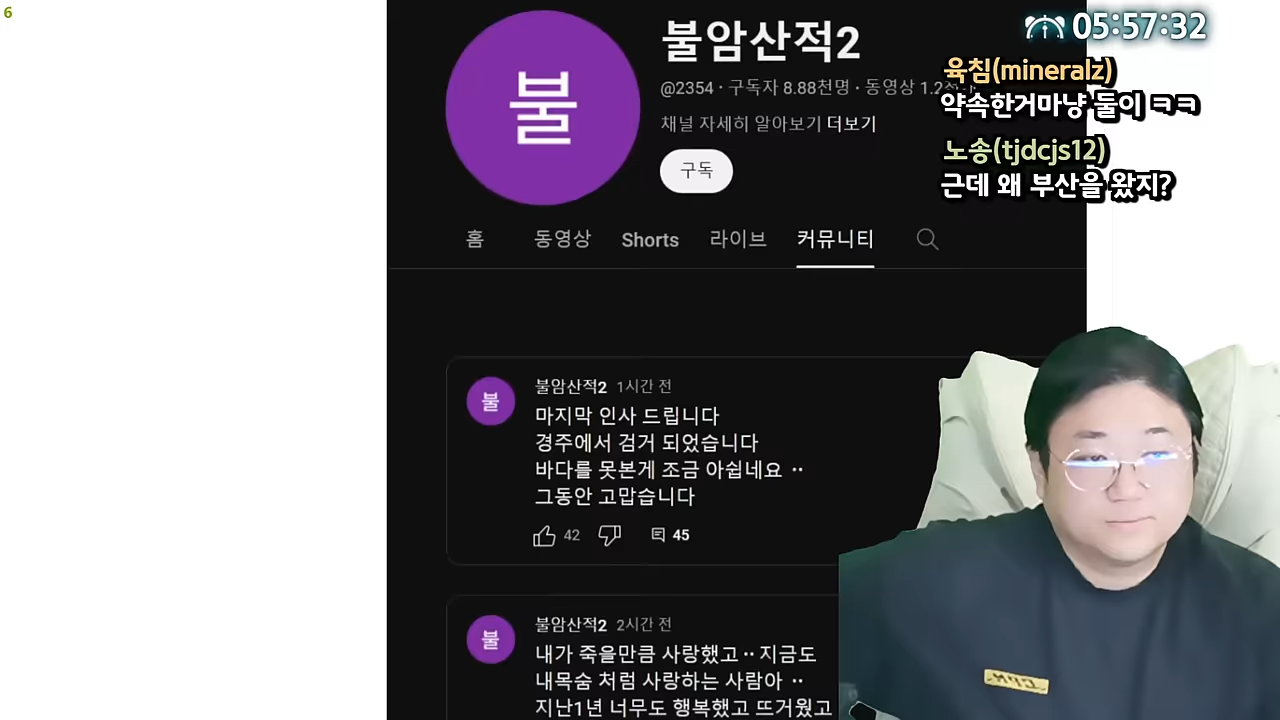 6
05:57:32
육침(mineralz)
약속한거마냥 둘이 ㅋㅋ
노송(tjdcjs12)
근데 왜 부산을 왔지?
불
불암산적2
@2354 · 구독자 8.88천명 · 동영상
채널 자세히 알아보기 더보기
구독
홈 동영상 Shorts 라이브 커뮤니티
불
불암산적2 1시간 전
마지막 인사 드립니다
경주에서 검거 되었습니다
바다를 못본게 조금 아쉽네요 ··
그동안 고맙습니다
42 45
불
불암산적2 2시간 전
내가 죽을만큼 사랑했고 ·· 지금도
내목숨 처럼 사랑하는 사람아 ··
지난1년 너무도 행복했고 뜨거웠고